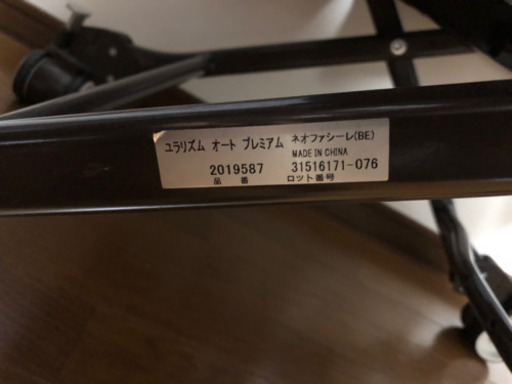 ユラリズム オート プレミアム ネオファシーレ(BE)
MADE IN CHINA
2019587 31516171-076
品 番 ロット番号